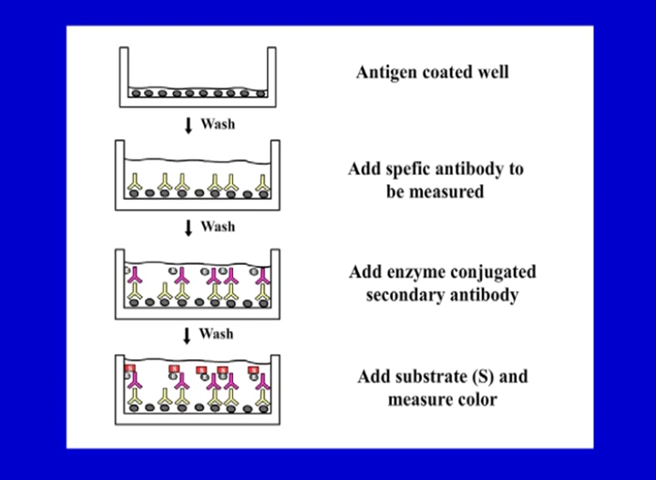 Antigen coated well
Wash
Add spefic antibody to
be measured
Wash
Add enzyme conjugated
secondary antibody
Wash
Add substrate (S) and
measure color